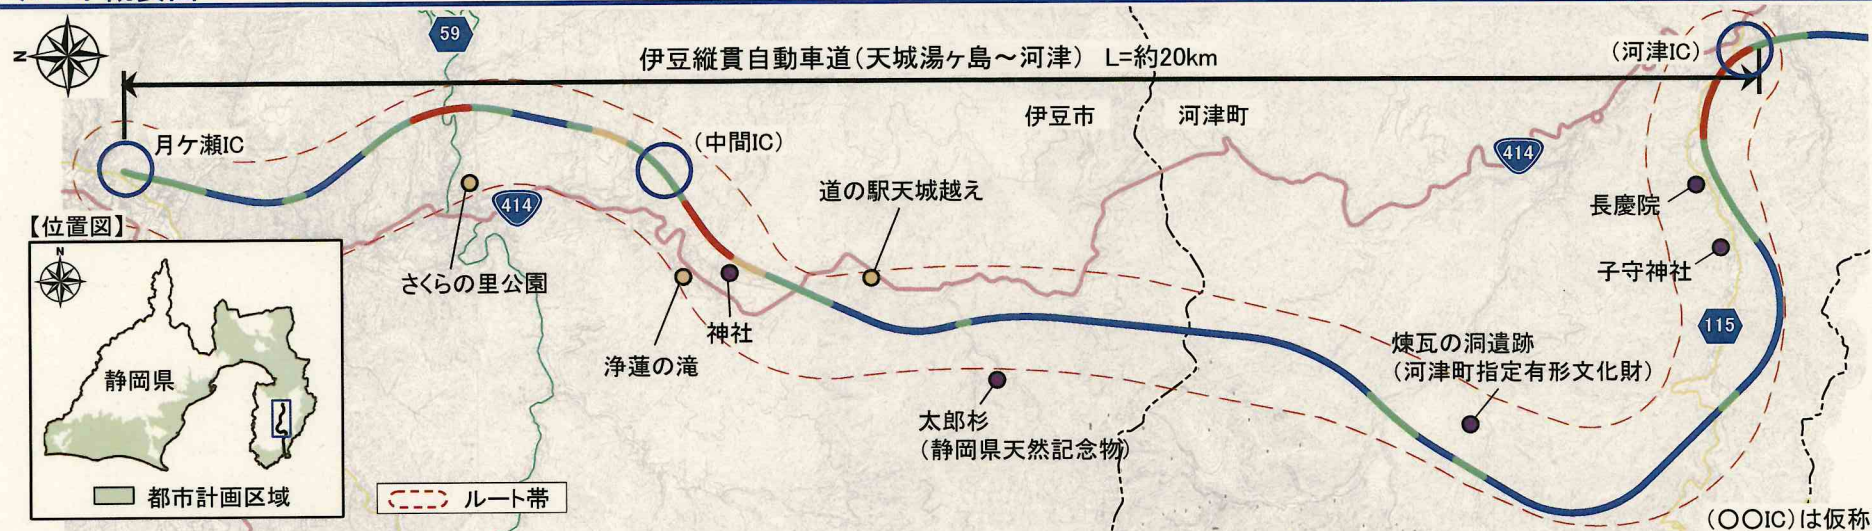 59
N
伊豆縦貫自動車道(天城湯ヶ島～河津) L=約20km
(河津IC)
伊豆市
河津町
月ケ瀬IC
(中間IC)
414
414
道の駅天城越え
長慶院
【位置図】
N
さくらの里公園
子守神社
神社
115
浄蓮の滝
煉瓦の洞遺跡
(河津町指定有形文化財)
静岡県
太郎杉
(静岡県天然記念物)
都市計画区域
ルート帯
(○○IC)は仮称